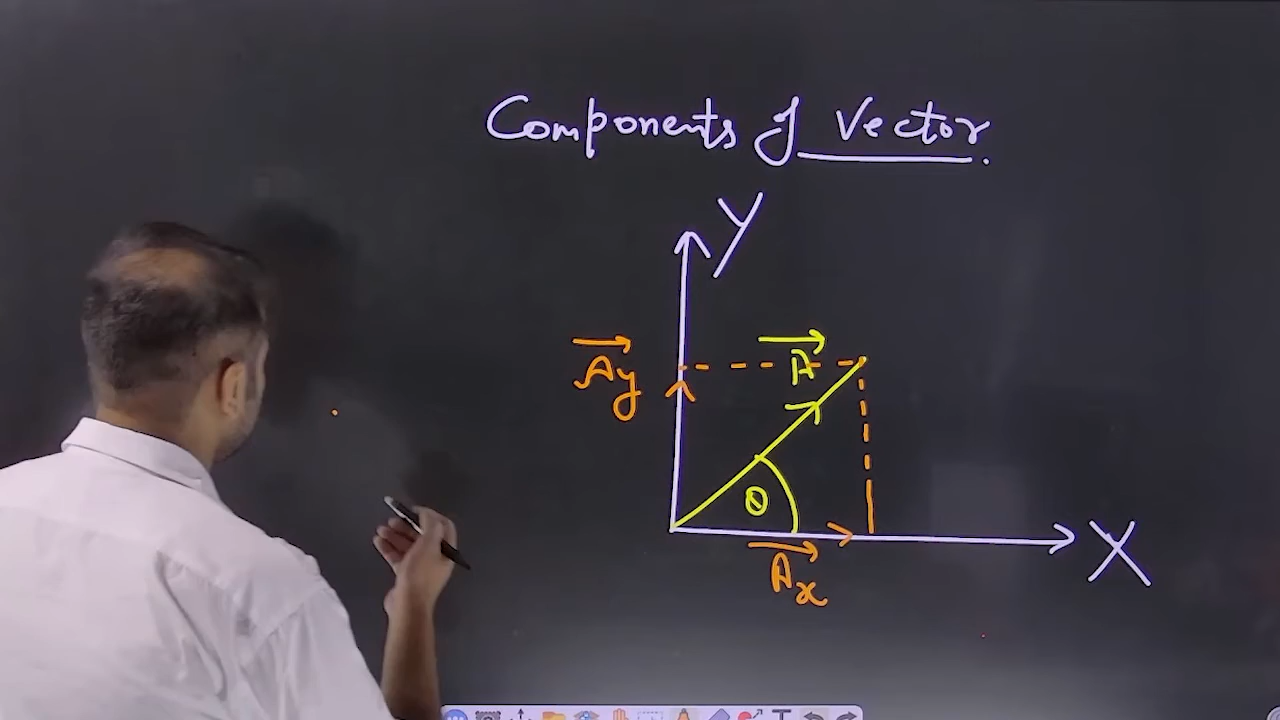 Components of Vector.
Y
A
Ay
θ
Ax
X